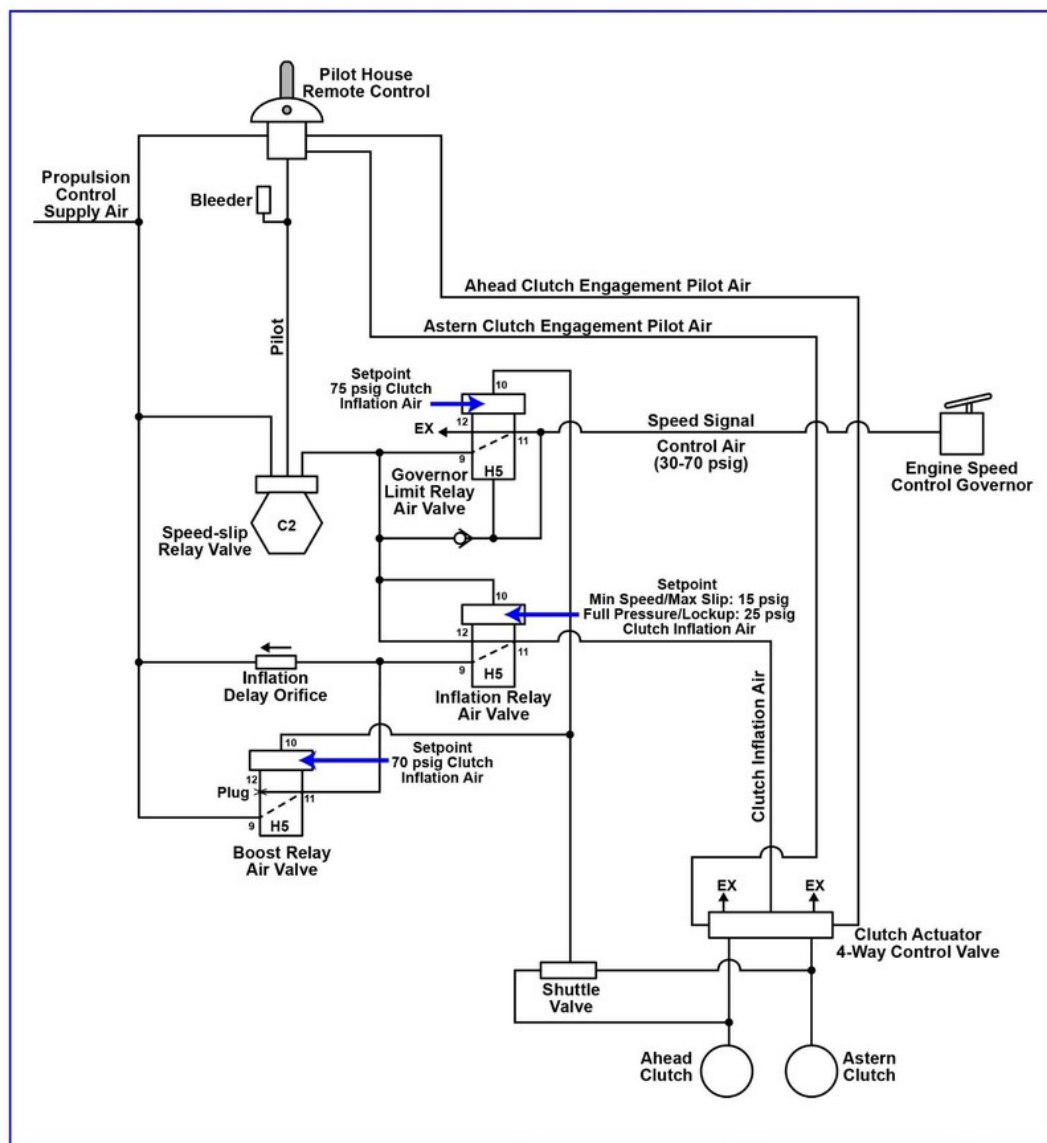 Pilot House
Remote Control
Propulsion
Control
Supply Air
Bleeder
Ahead Clutch Engagement Pilot Air
Astern Clutch Engagement Pilot Air
Pilot
Setpoint
75 psig Clutch
Inflation Air
10
12
EX
11
9
H5
Speed Signal
Control Air
(30-70 psig)
Engine Speed
Control Governor
Governor
Limit Relay
Air Valve
C2
Speed-slip
Relay Valve
Setpoint
Min Speed/Max Slip: 15 psig
Full Pressure/Lockup: 25 psig
Clutch Inflation Air
10
12
11
9
H5
Inflation
Delay Orifice
Inflation Relay
Air Valve
Clutch Inflation Air
10
Setpoint
70 psig Clutch
Inflation Air
12
Plug
11
9
H5
Boost Relay
Air Valve
EX
EX
Clutch Actuator
4-Way Control Valve
Shuttle
Valve
Ahead
Clutch
Astern
Clutch